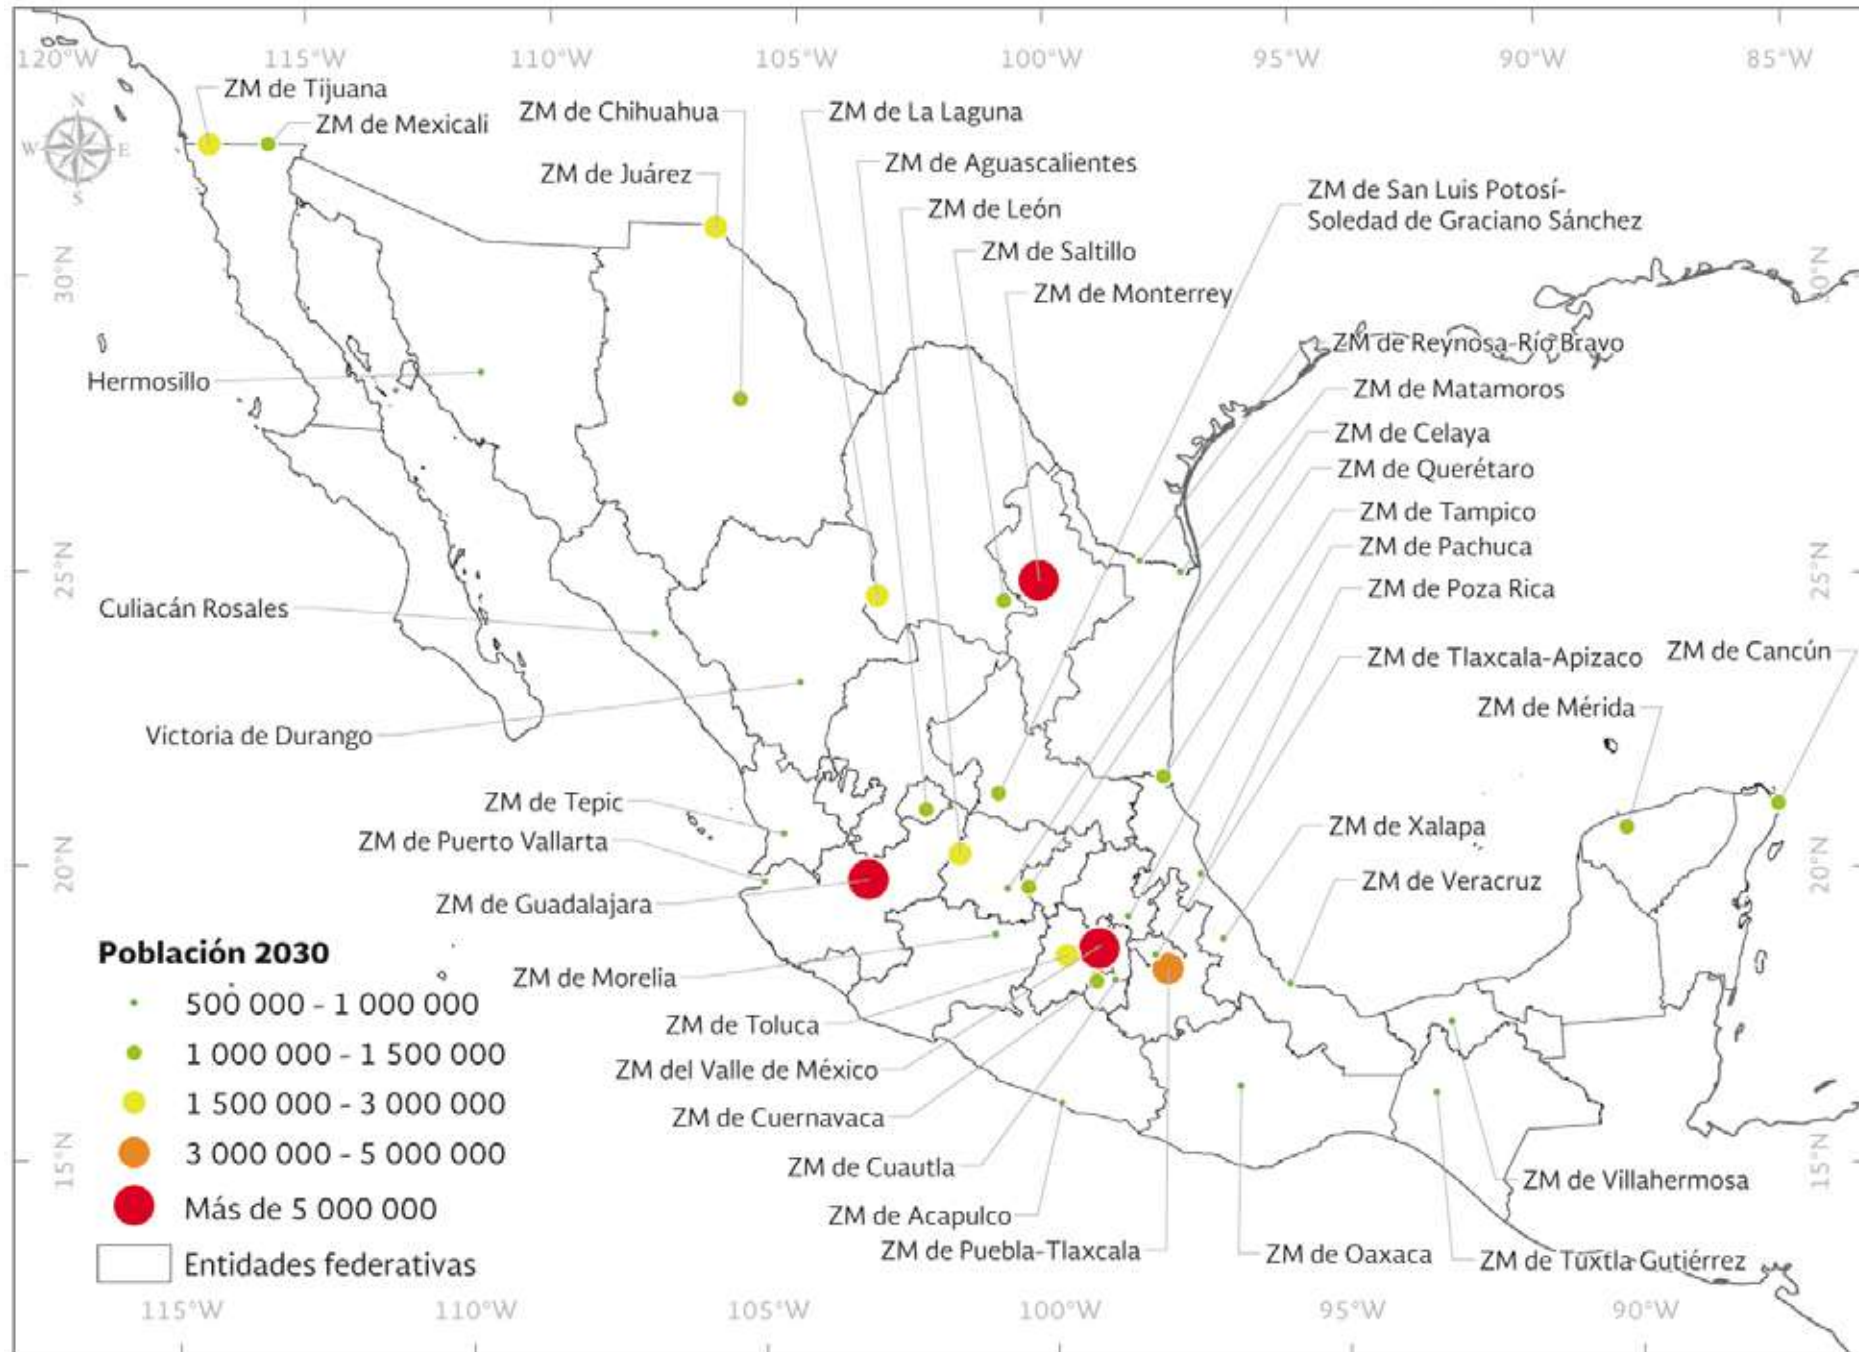 120°W
115°W
110°W
105°W
100°W
95°W
90°W
85°W
ZM de Tijuana
ZM de Mexicali
ZM de Chihuahua
ZM de La Laguna
ZM de Juárez
ZM de Aguascalientes
ZM de León
ZM de San Luis Potosí-
Soledad de Graciano Sánchez
ZM de Saltillo
ZM de Monterrey
N
W
E
S
30°N
30°N
ZM de Reynosa-Río Bravo
Hermosillo
ZM de Matamoros
ZM de Celaya
ZM de Querétaro
ZM de Tampico
ZM de Pachuca
25°N
25°N
ZM de Poza Rica
Culiacán Rosales
ZM de Tlaxcala-Apizaco
ZM de Cancún
ZM de Mérida
Victoria de Durango
ZM de Tepic
ZM de Puerto Vallarta
ZM de Xalapa
20°N
20°N
ZM de Veracruz
ZM de Guadalajara
Población 2030
ZM de Morelia
500 000 - 1 000 000
ZM de Toluca
1 000 000 - 1 500 000
ZM del Valle de México
1 500 000 - 3 000 000
ZM de Cuernavaca
3 000 000 - 5 000 000
ZM de Cuautla
15°N
15°N
ZM de Villahermosa
Más de 5 000 000
ZM de Acapulco
ZM de Puebla-Tlaxcala
ZM de Oaxaca
ZM de Tuxtla Gutiérrez
Entidades federativas
115°W
110°W
105°W
100°W
95°W
90°W